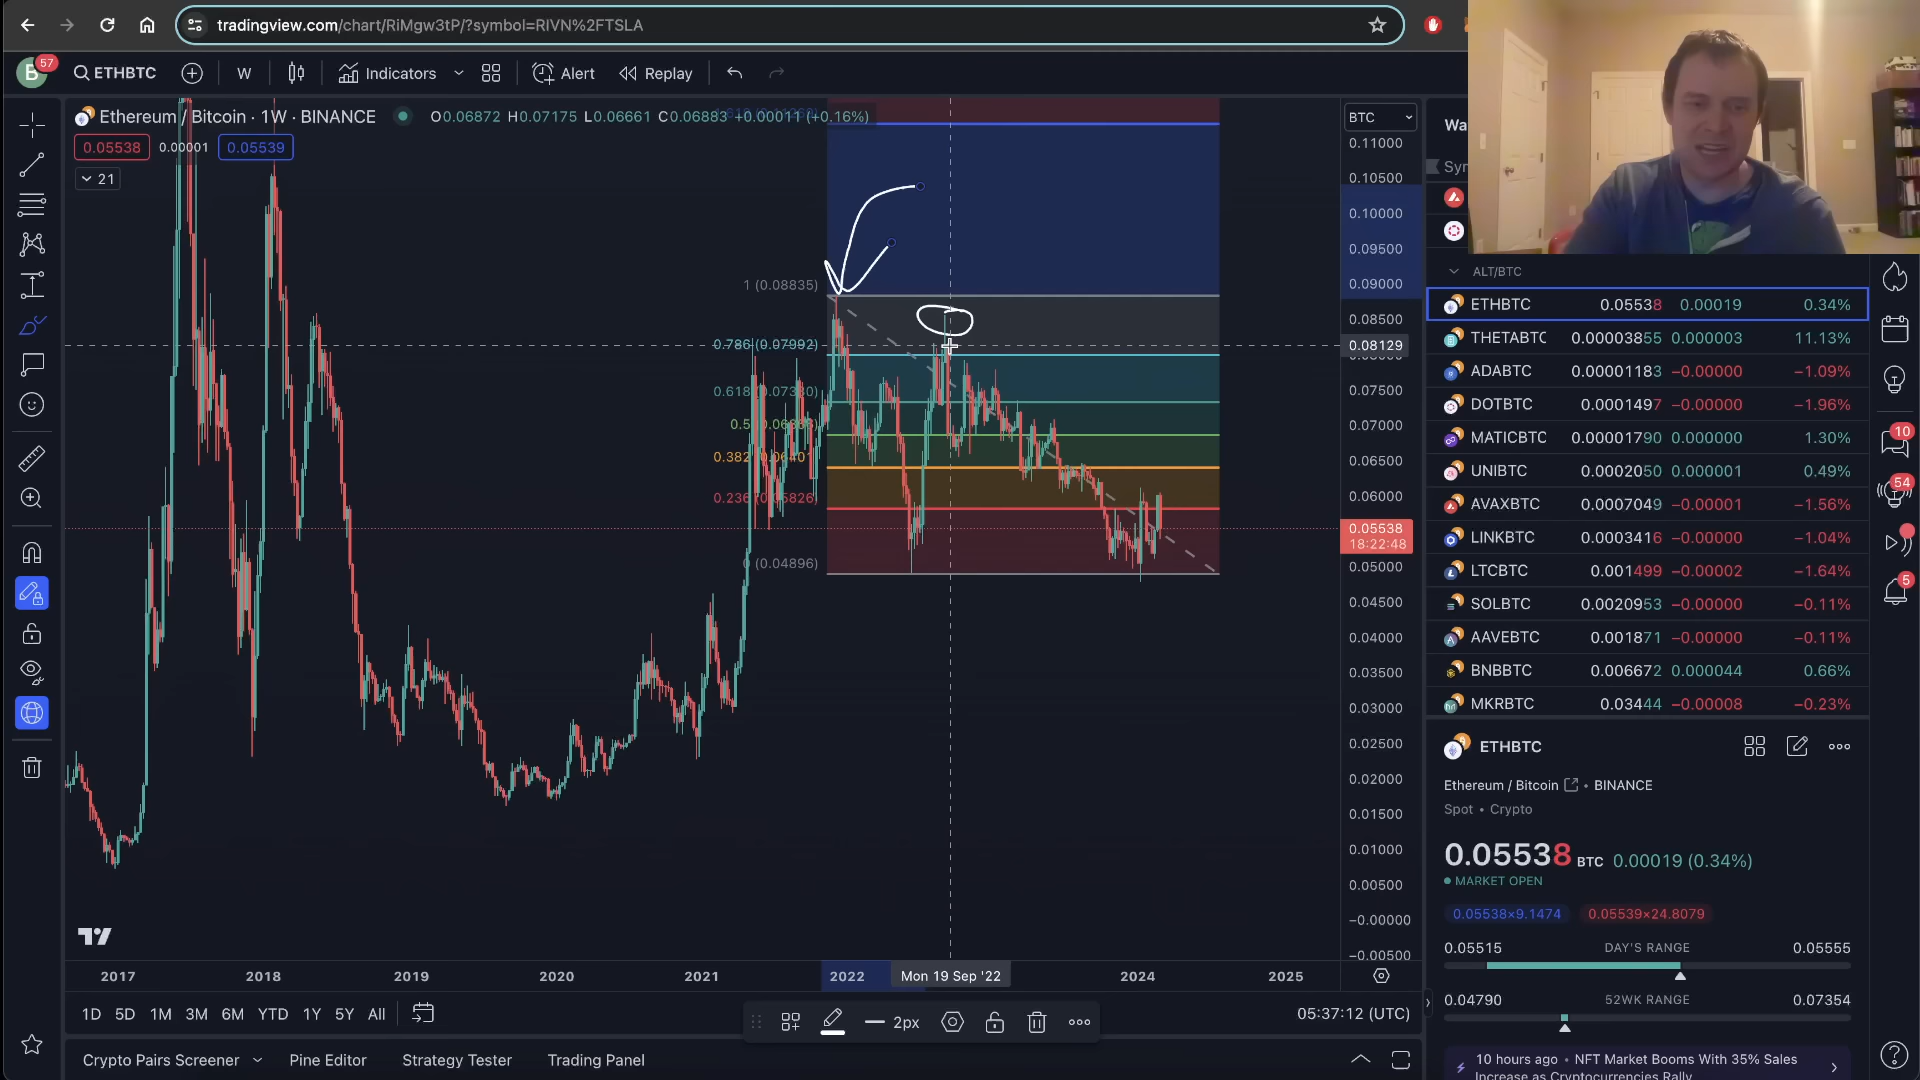 tradingview.com/chart/RiMgw3tP/?symbol=RIVN%2FTSLA
B 57 ETHBTC W Indicators Alert Replay
Ethereum / Bitcoin · 1W · BINANCE O0.06872 H0.07175 L0.06661 C0.06883 +0.00011 (+0.16%)
0.05538 0.00001 0.05539
21
BTC
0.11000
0.10500
0.10000
0.09500
0.09000
0.08500
0.08129
0.07500
0.07000
0.06500
0.06000
0.05538
18:22:48
0.05000
0.04500
0.04000
0.03500
0.03000
0.02500
0.02000
0.01500
0.01000
0.00500
−0.00000
−0.00500
1 (0.08835)
0.786 (0.07992)
0.618
0.382
0.236 (0.05826)
0 (0.04896)
2017 2018 2019 2020 2021 2022 Mon 19 Sep '22 2024 2025
1D 5D 1M 3M 6M YTD 1Y 5Y All
2px
05:37:12 (UTC)
Crypto Pairs Screener Pine Editor Strategy Tester Trading Panel
Wa
Syr
ALT/BTC
ETHBTC 0.05538 0.00019 0.34%
THETABTC 0.00003855 0.000003 11.13%
ADABTC 0.00001183 −0.00000 −1.09%
DOTBTC 0.0001497 −0.00000 −1.96%
MATICBTC 0.00001790 0.000000 1.30%
UNIBTC 0.0002050 0.000001 0.49%
AVAXBTC 0.0007049 −0.00001 −1.56%
LINKBTC 0.0003416 −0.00000 −1.04%
LTCBTC 0.001499 −0.00002 −1.64%
SOLBTC 0.0020953 −0.00000 −0.11%
AAVEBTC 0.001871 −0.00000 −0.11%
BNBBTC 0.006672 0.000044 0.66%
MKRBTC 0.03444 −0.00008 −0.23%
ETHBTC
Ethereum / Bitcoin • BINANCE
Spot • Crypto
0.05538 BTC 0.00019 (0.34%)
MARKET OPEN
0.05538×9.1474 0.05539×24.8079
0.05515 DAY'S RANGE 0.05555
0.04790 52WK RANGE 0.07354
10 hours ago • NFT Market Booms With 35% Sales
Increase as Cryptocurrencies Rally
10
54
5